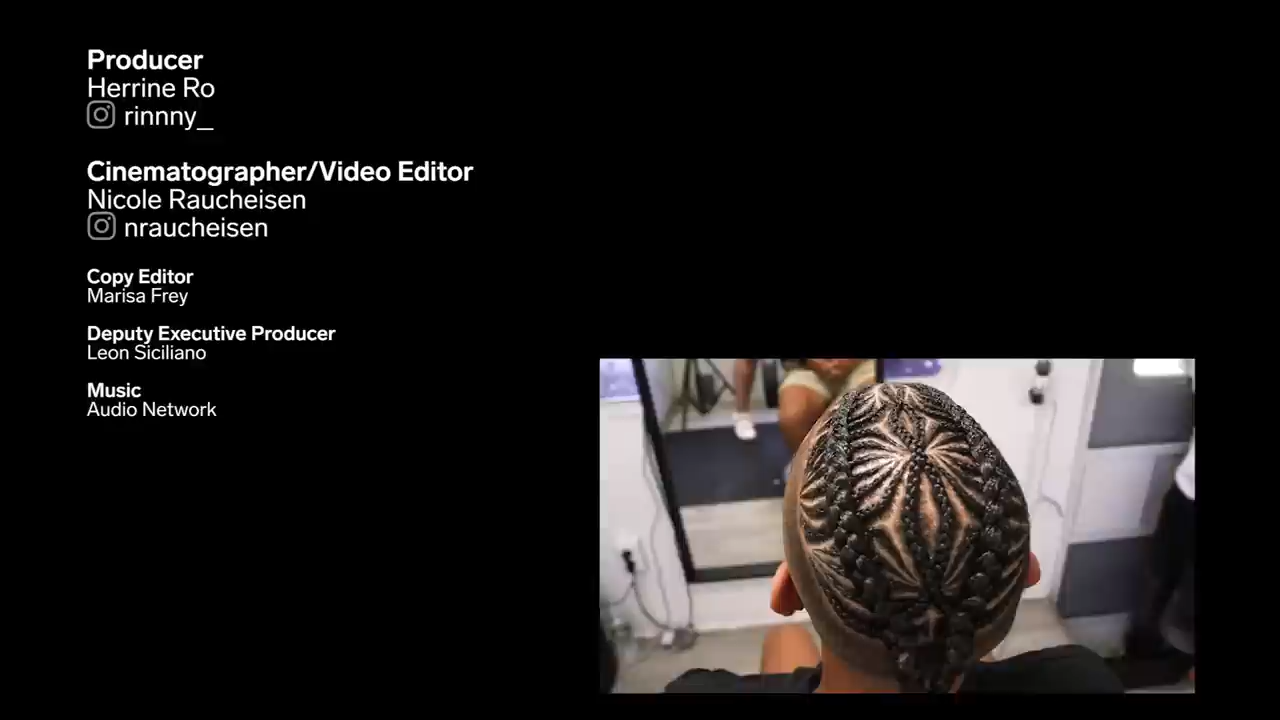 Producer
Herrine Ro
rinnny_
Cinematographer/Video Editor
Nicole Raucheisen
nraucheisen
Copy Editor
Marisa Frey
Deputy Executive Producer
Leon Siciliano
Music
Audio Network